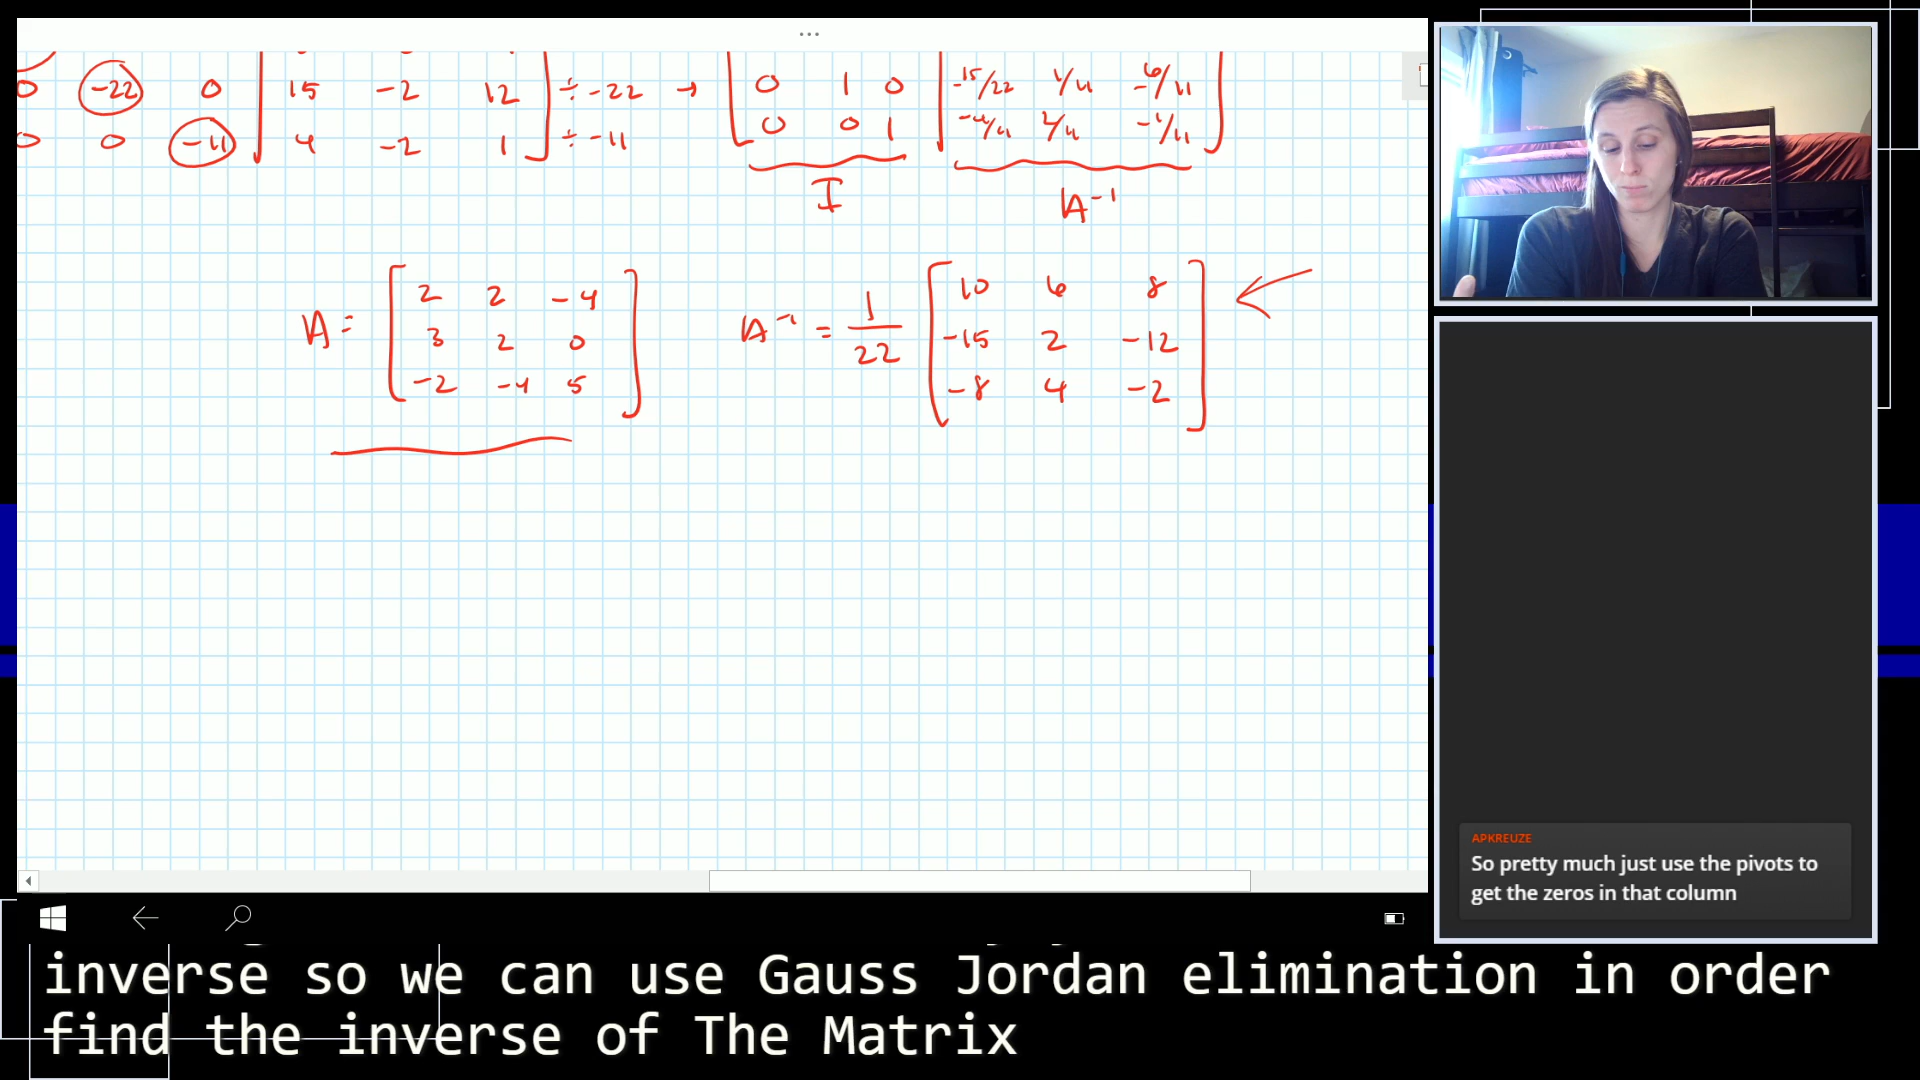 0 -22 0 15 -2 12 ÷ -22 → 0 1 0 -15/22 1/11 -6/11
0 0 -11 4 -2 1 ÷ -11 0 0 1 -4/11 2/11 -1/11
I A⁻¹
A = 2 2 -4
3 2 0
-2 -4 5
A⁻¹ = 1/22 10 6 8
-15 2 -12
-8 4 -2
APKREUZE
So pretty much just use the pivots to
get the zeros in that column
inverse so we can use Gauss Jordan elimination in order
find the inverse of The Matrix